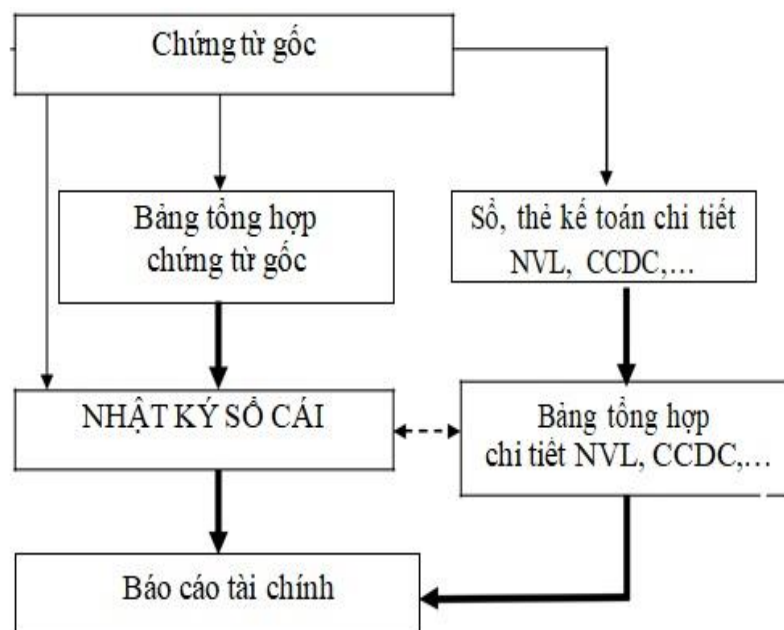 Chứng từ gốc
Bảng tổng hợp
chứng từ gốc
Sổ, thẻ kế toán chi tiết
NVL, CCDC,…
NHẬT KÝ SỔ CÁI
Bảng tổng hợp
chi tiết NVL, CCDC,…
Báo cáo tài chính